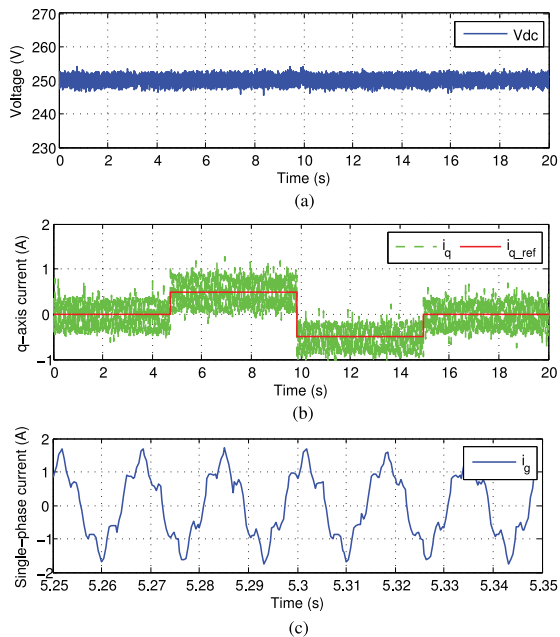 270
260
250
240
230
Voltage (V)
Vdc
0 2 4 6 8 10 12 14 16 18 20
Time (s)
(a)
2
1
0
−1
q−axis current (A)
i_q
i_q_ref
0 2 4 6 8 10 12 14 16 18 20
Time (s)
(b)
2
1
0
−1
−2
Single−phase current (A)
i_g
5.25 5.26 5.27 5.28 5.29 5.3 5.31 5.32 5.33 5.34 5.35
Time (s)
(c)